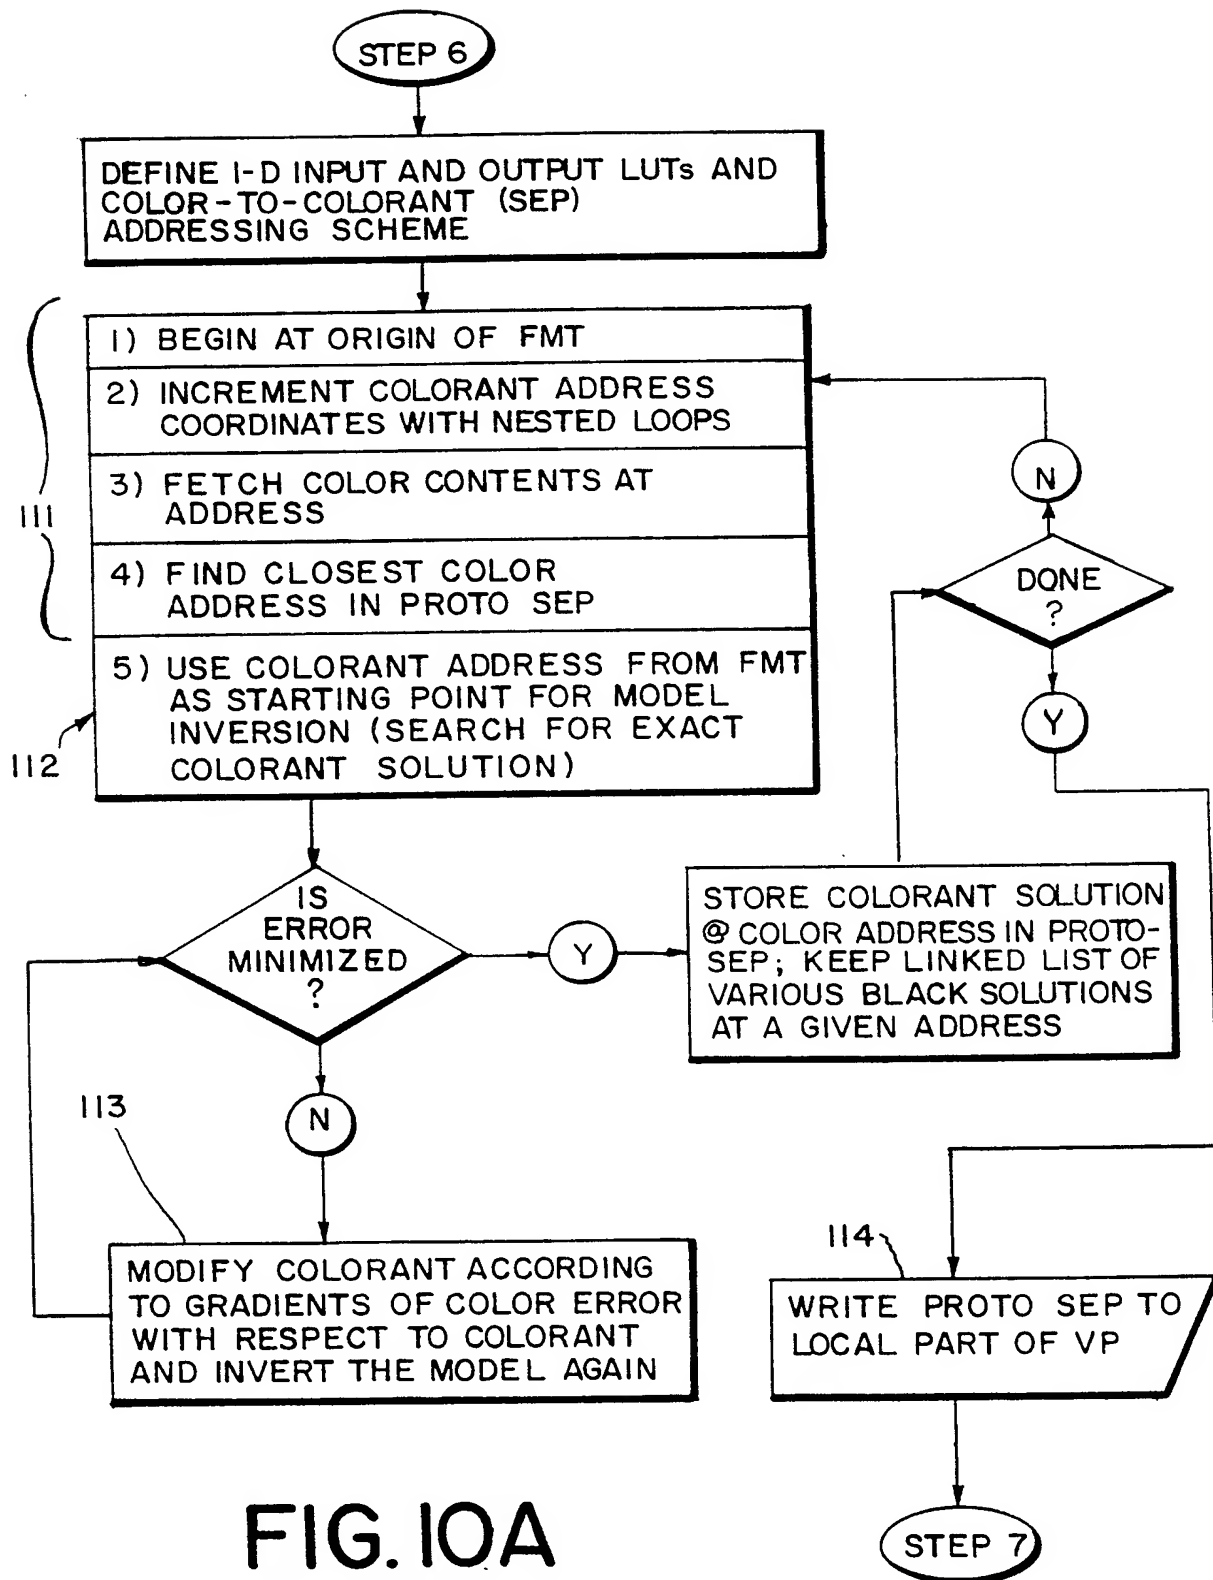 STEP 6
DEFINE 1-D INPUT AND OUTPUT LUTs AND
COLOR-TO-COLORANT (SEP)
ADDRESSING SCHEME
1) BEGIN AT ORIGIN OF FMT
2) INCREMENT COLORANT ADDRESS
COORDINATES WITH NESTED LOOPS
3) FETCH COLOR CONTENTS AT
ADDRESS
4) FIND CLOSEST COLOR
ADDRESS IN PROTO SEP
5) USE COLORANT ADDRESS FROM FMT
AS STARTING POINT FOR MODEL
INVERSION (SEARCH FOR EXACT
COLORANT SOLUTION)
111
112
N
DONE
?
Y
IS
ERROR
MINIMIZED
?
Y
STORE COLORANT SOLUTION
@ COLOR ADDRESS IN PROTO-
SEP; KEEP LINKED LIST OF
VARIOUS BLACK SOLUTIONS
AT A GIVEN ADDRESS
N
113
MODIFY COLORANT ACCORDING
TO GRADIENTS OF COLOR ERROR
WITH RESPECT TO COLORANT
AND INVERT THE MODEL AGAIN
114
WRITE PROTO SEP TO
LOCAL PART OF VP
STEP 7
FIG. 10A